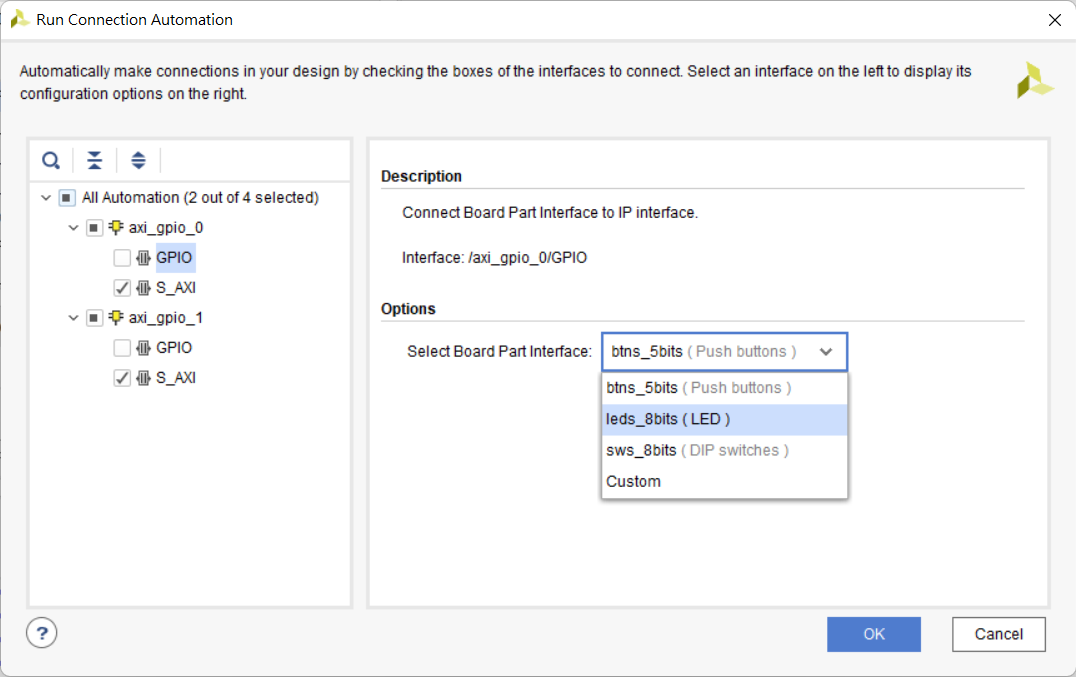 Run Connection Automation
Automatically make connections in your design by checking the boxes of the interfaces to connect. Select an interface on the left to display its
configuration options on the right.
All Automation (2 out of 4 selected)
axi_gpio_0
GPIO
S_AXI
axi_gpio_1
GPIO
S_AXI
Description
Connect Board Part Interface to IP interface.
Interface: /axi_gpio_0/GPIO
Options
Select Board Part Interface: btns_5bits ( Push buttons )
btns_5bits ( Push buttons )
leds_8bits ( LED )
sws_8bits ( DIP switches )
Custom
?
OK
Cancel